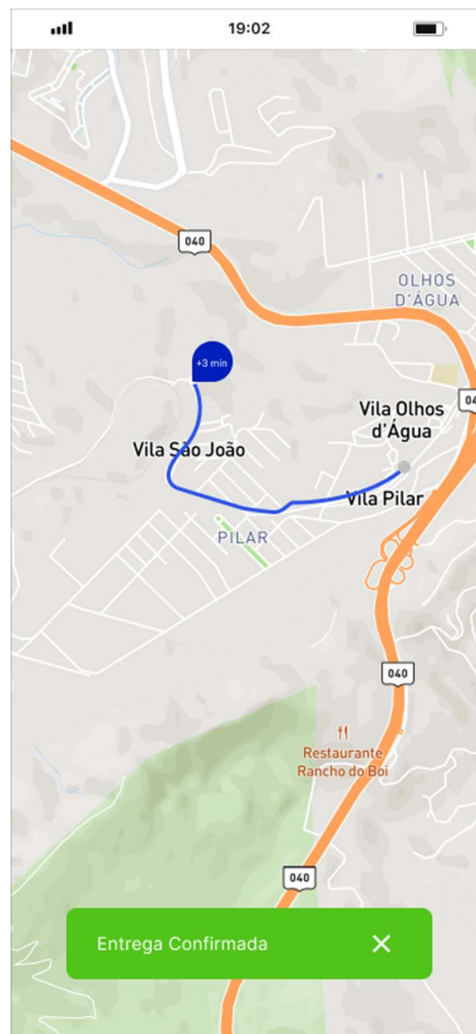 19:02
040
OLHOS
D'ÁGUA
+3 min
04
Vila Olhos
d'Água
Vila São João
Vila Pilar
PILAR
040
Restaurante
Rancho do Boi
040
Entrega Confirmada